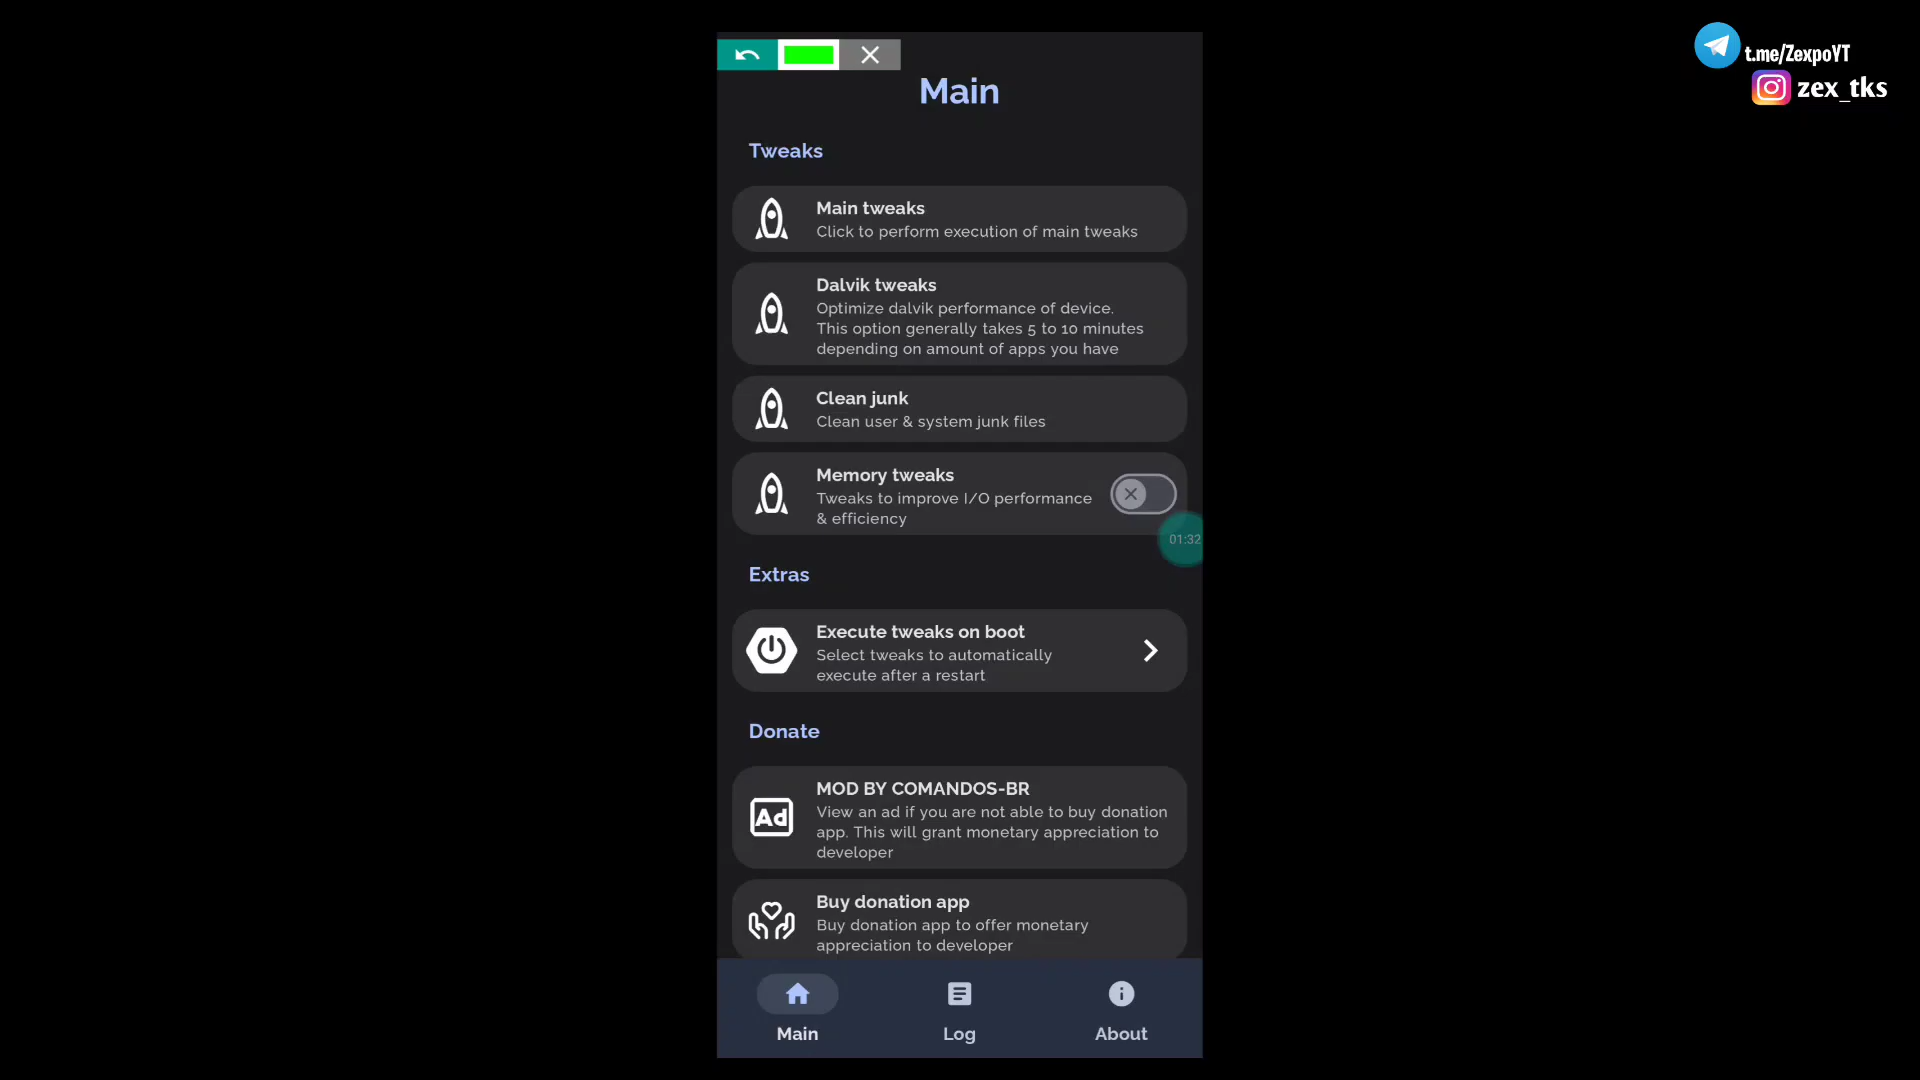 t.me/ZexpoYT
zex_tks
Main
Tweaks
Main tweaks
Click to perform execution of main tweaks
Dalvik tweaks
Optimize dalvik performance of device.
This option generally takes 5 to 10 minutes
depending on amount of apps you have
Clean junk
Clean user & system junk files
Memory tweaks
Tweaks to improve I/O performance
& efficiency
01:32
Extras
Execute tweaks on boot
Select tweaks to automatically
execute after a restart
Donate
Ad
MOD BY COMANDOS-BR
View an ad if you are not able to buy donation
app. This will grant monetary appreciation to
developer
Buy donation app
Buy donation app to offer monetary
appreciation to developer
Main
Log
About